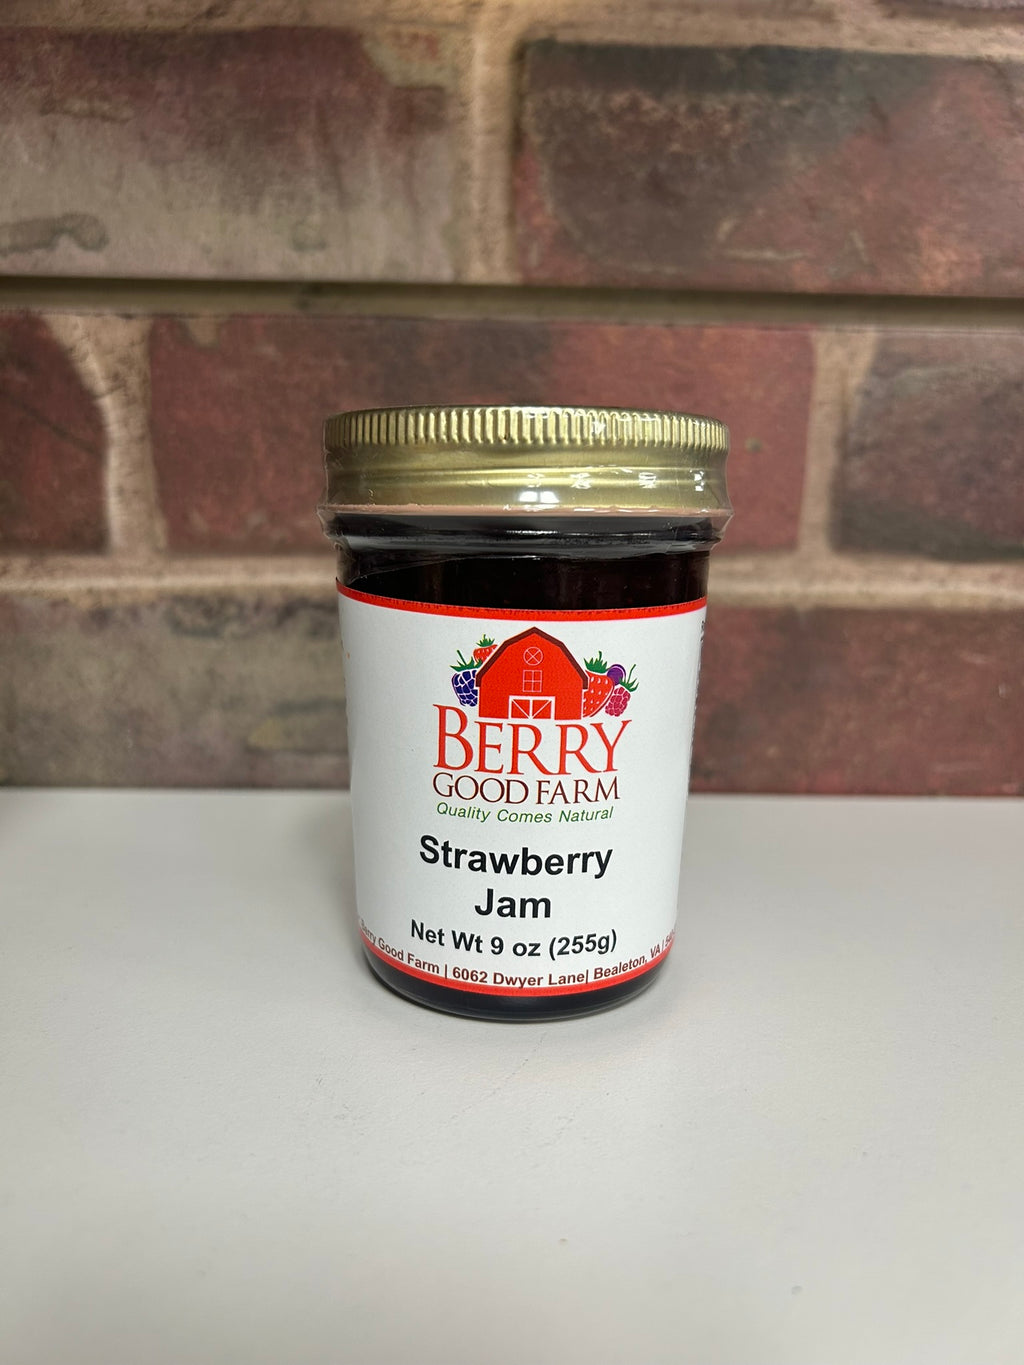 BERRY
GOOD FARM
Quality Comes Natural
Strawberry
Jam
Net Wt 9 oz (255g)
Berry Good Farm | 6062 Dwyer Lane| Bealeton, VA |